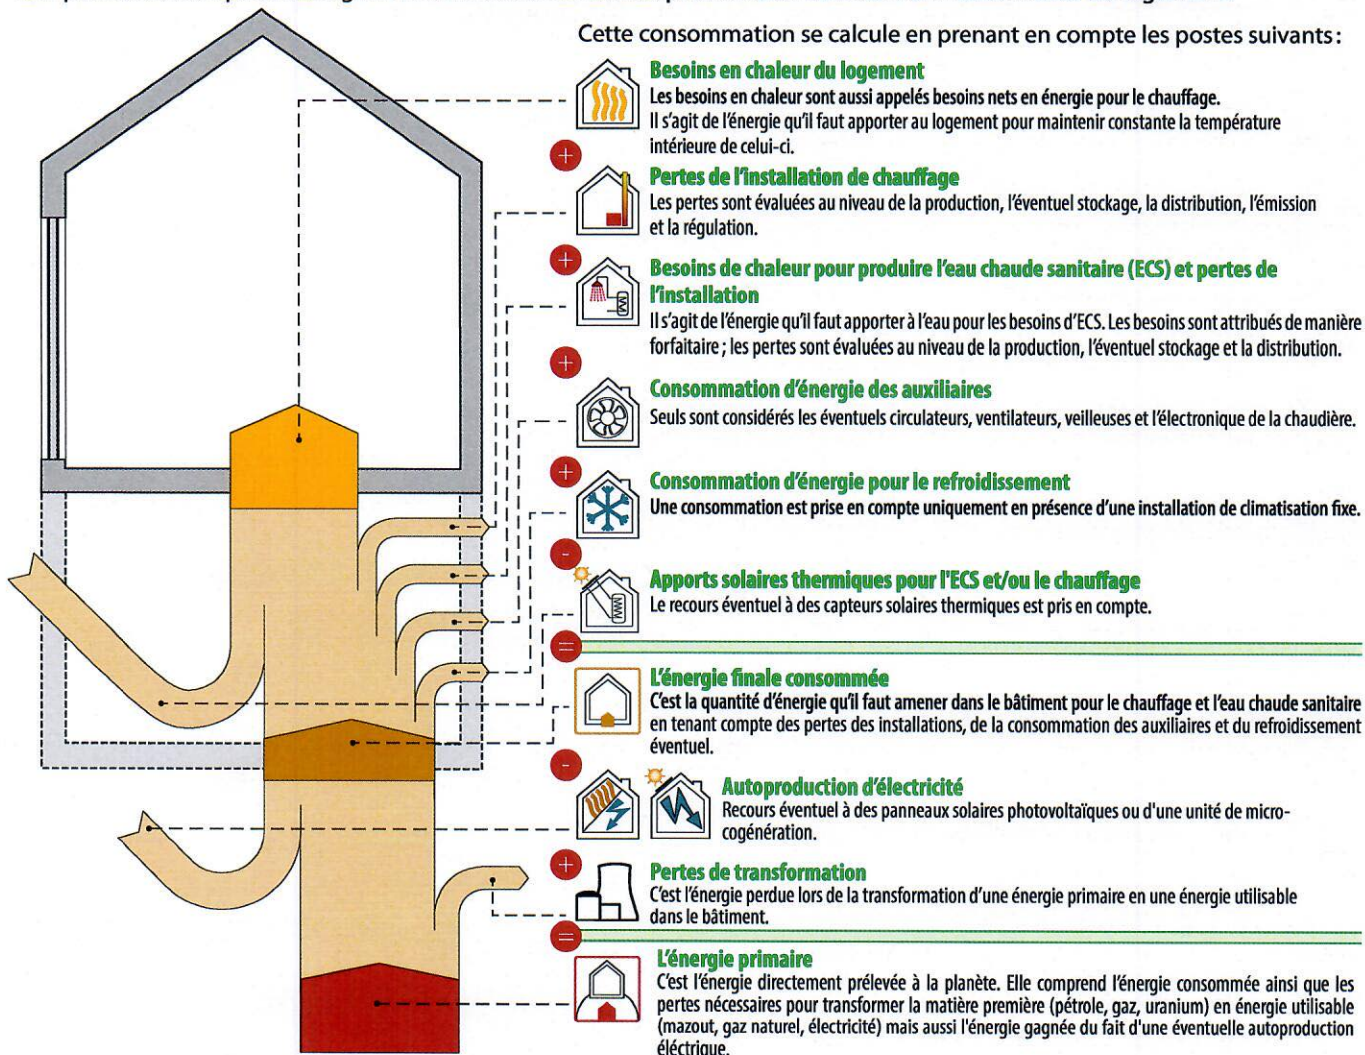 Cette consommation se calcule en prenant en compte les postes suivants :
Besoins en chaleur du logement
Les besoins en chaleur sont aussi appelés besoins nets en énergie pour le chauffage.
Il s'agit de l'énergie qu'il faut apporter au logement pour maintenir constante la température
intérieure de celui-ci.
+
Pertes de l'installation de chauffage
Les pertes sont évaluées au niveau de la production, l'éventuel stockage, la distribution, l'émission
et la régulation.
+
Besoins de chaleur pour produire l'eau chaude sanitaire (ECS) et pertes de
l'installation
Il s'agit de l'énergie qu'il faut apporter à l'eau pour les besoins d'ECS. Les besoins sont attribués de manière
forfaitaire ; les pertes sont évaluées au niveau de la production, l'éventuel stockage et la distribution.
+
Consommation d'énergie des auxiliaires
Seuls sont considérés les éventuels circulateurs, ventilateurs, veilleuses et l'électronique de la chaudière.
+
Consommation d'énergie pour le refroidissement
Une consommation est prise en compte uniquement en présence d'une installation de climatisation fixe.
-
Apports solaires thermiques pour l'ECS et/ou le chauffage
Le recours éventuel à des capteurs solaires thermiques est pris en compte.
=
L'énergie finale consommée
C'est la quantité d'énergie qu'il faut amener dans le bâtiment pour le chauffage et l'eau chaude sanitaire
en tenant compte des pertes des installations, de la consommation des auxiliaires et du refroidissement
éventuel.
-
Autoproduction d'électricité
Recours éventuel à des panneaux solaires photovoltaïques ou d'une unité de micro-
cogénération.
+
Pertes de transformation
C'est l'énergie perdue lors de la transformation d'une énergie primaire en une énergie utilisable
dans le bâtiment.
=
L'énergie primaire
C'est l'énergie directement prélevée à la planète. Elle comprend l'énergie consommée ainsi que les
pertes nécessaires pour transformer la matière première (pétrole, gaz, uranium) en énergie utilisable
(mazout, gaz naturel, électricité) mais aussi l'énergie gagnée du fait d'une éventuelle autoproduction
éléctrique.